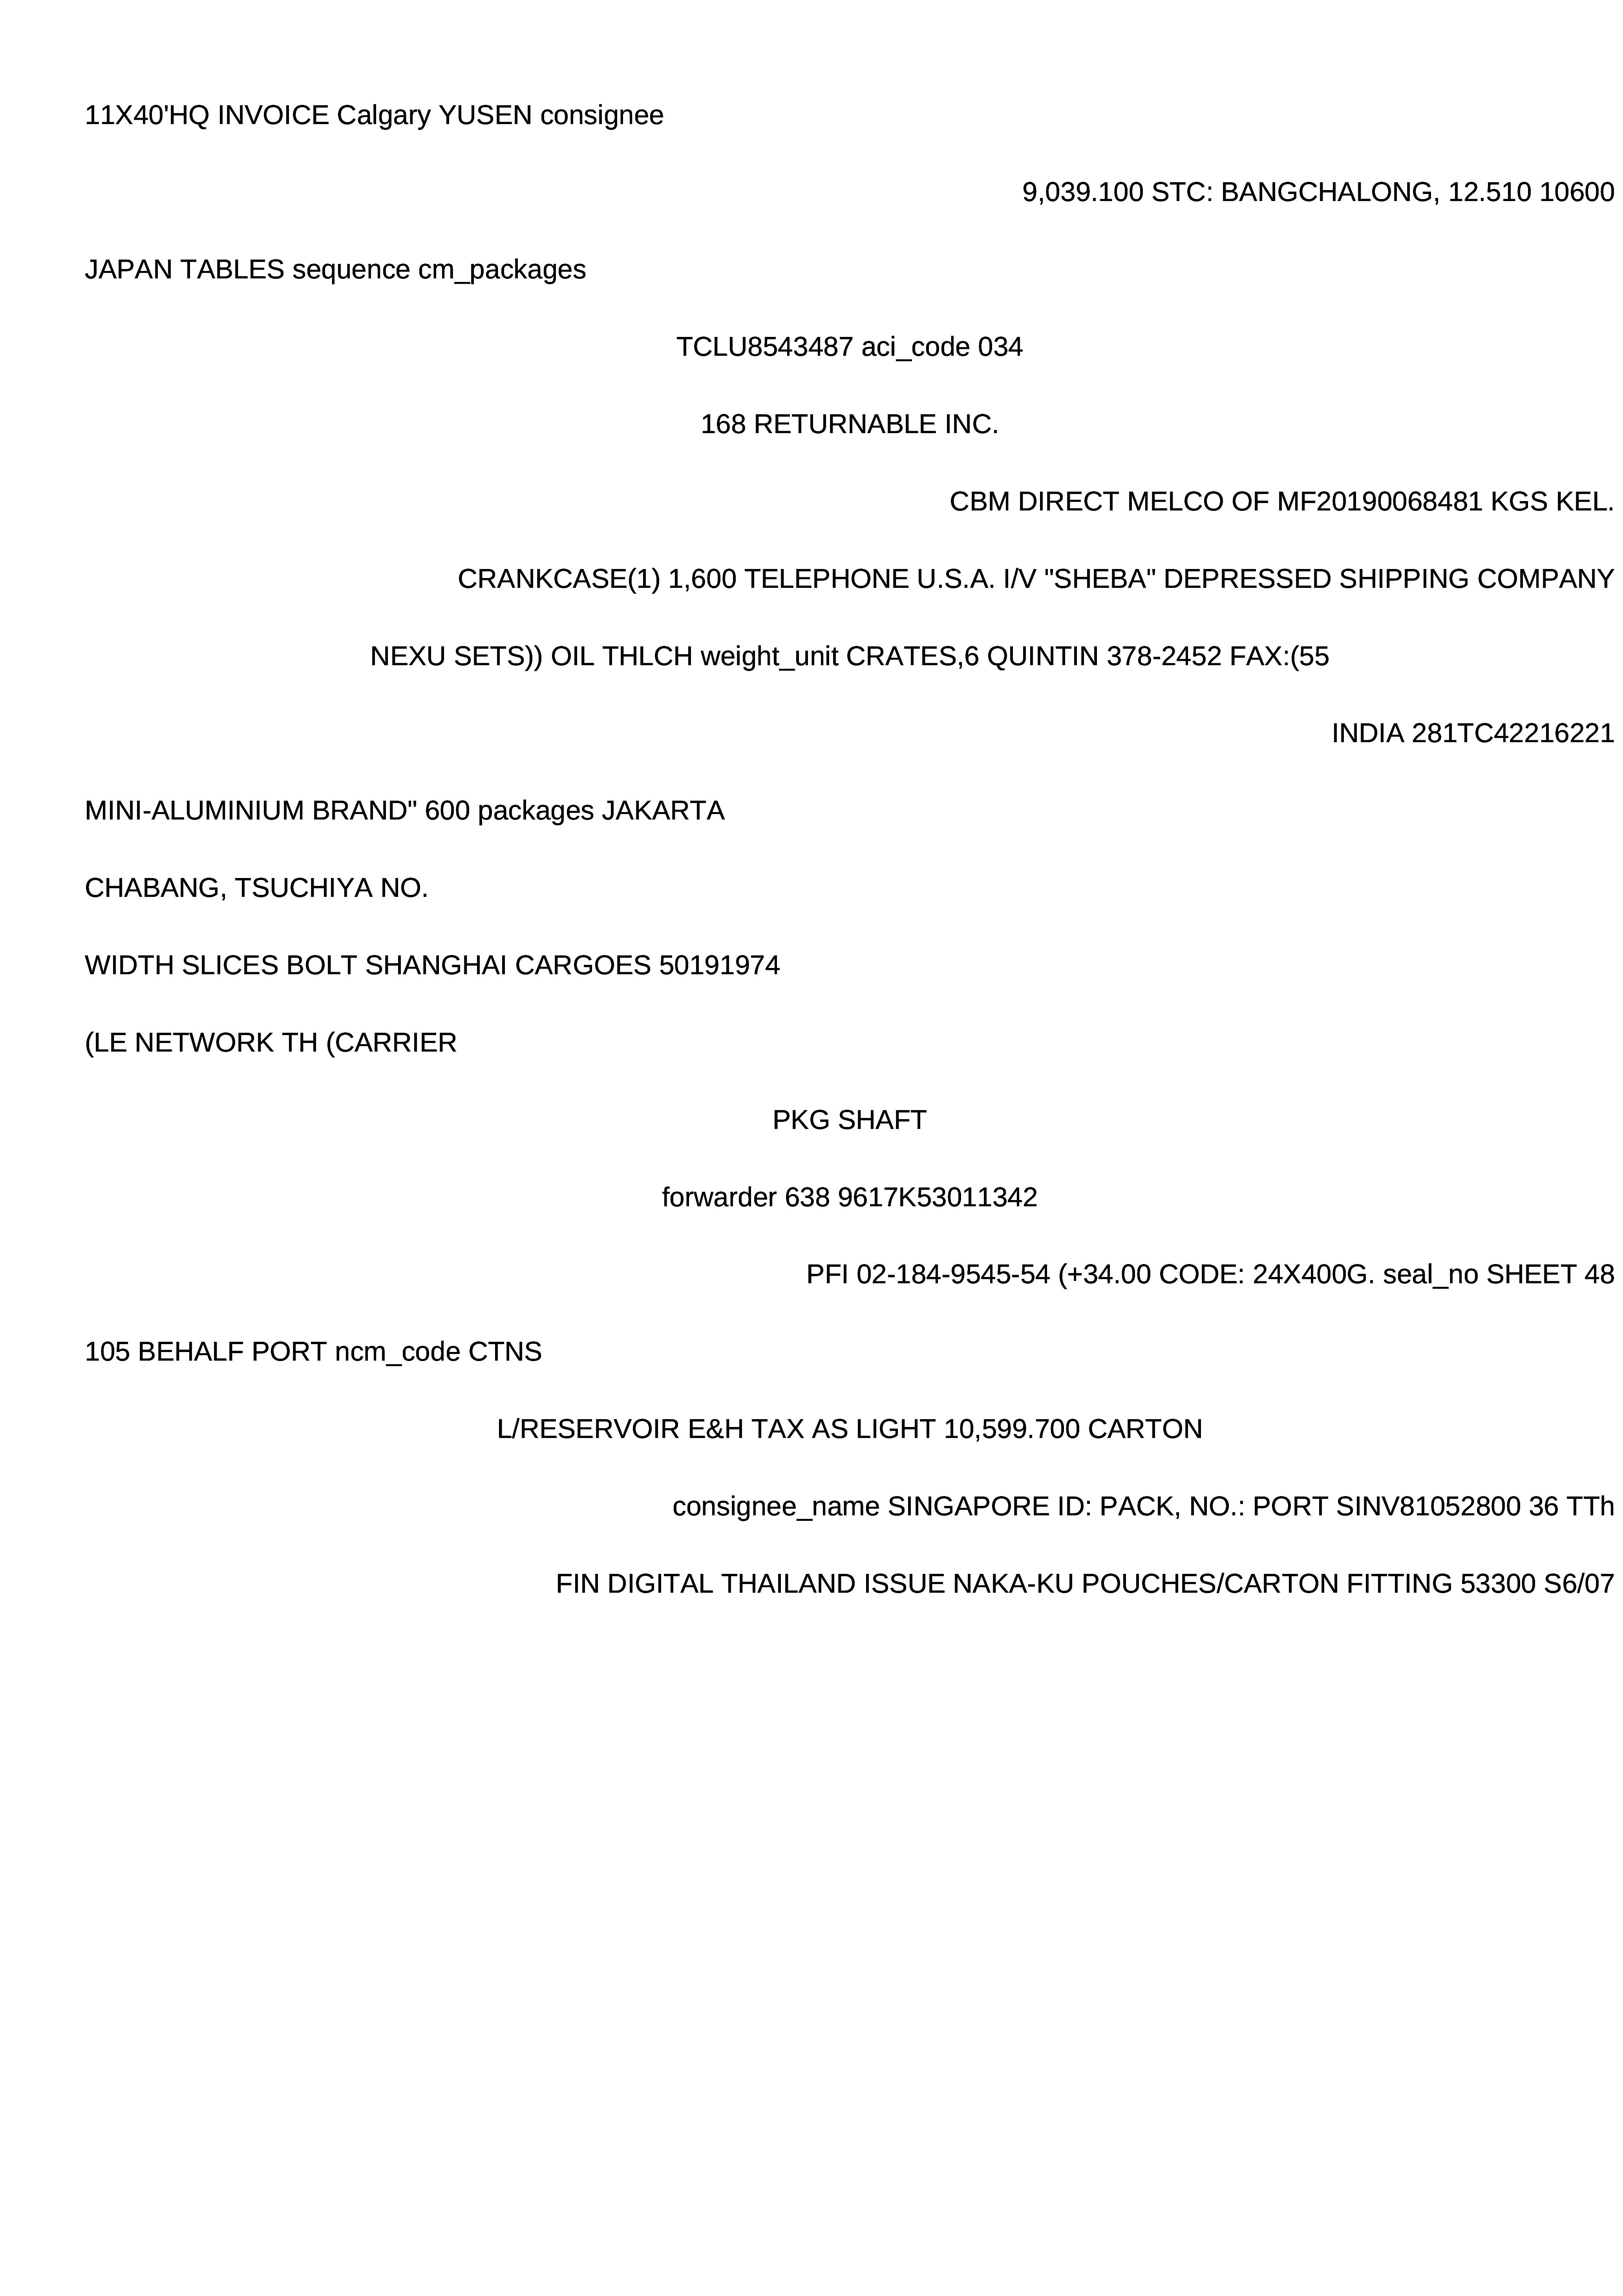 11X40'HQ INVOICE Calgary YUSEN consignee
9,039.100 STC: BANGCHALONG, 12.510 10600
JAPAN TABLES sequence cm_packages
TCLU8543487 aci_code 034
168 RETURNABLE INC.
CBM DIRECT MELCO OF MF20190068481 KGS KEL.
CRANKCASE(1) 1,600 TELEPHONE U.S.A. I/V "SHEBA" DEPRESSED SHIPPING COMPANY
NEXU SETS)) OIL THLCH weight_unit CRATES,6 QUINTIN 378-2452 FAX:(55
INDIA 281TC42216221
MINI-ALUMINIUM BRAND" 600 packages JAKARTA
CHABANG, TSUCHIYA NO.
WIDTH SLICES BOLT SHANGHAI CARGOES 50191974
(LE NETWORK TH (CARRIER
PKG SHAFT
forwarder 638 9617K53011342
PFI 02-184-9545-54 (+34.00 CODE: 24X400G. seal_no SHEET 48
105 BEHALF PORT ncm_code CTNS
L/RESERVOIR E&H TAX AS LIGHT 10,599.700 CARTON
consignee_name SINGAPORE ID: PACK, NO.: PORT SINV81052800 36 TTh
FIN DIGITAL THAILAND ISSUE NAKA-KU POUCHES/CARTON FITTING 53300 S6/07